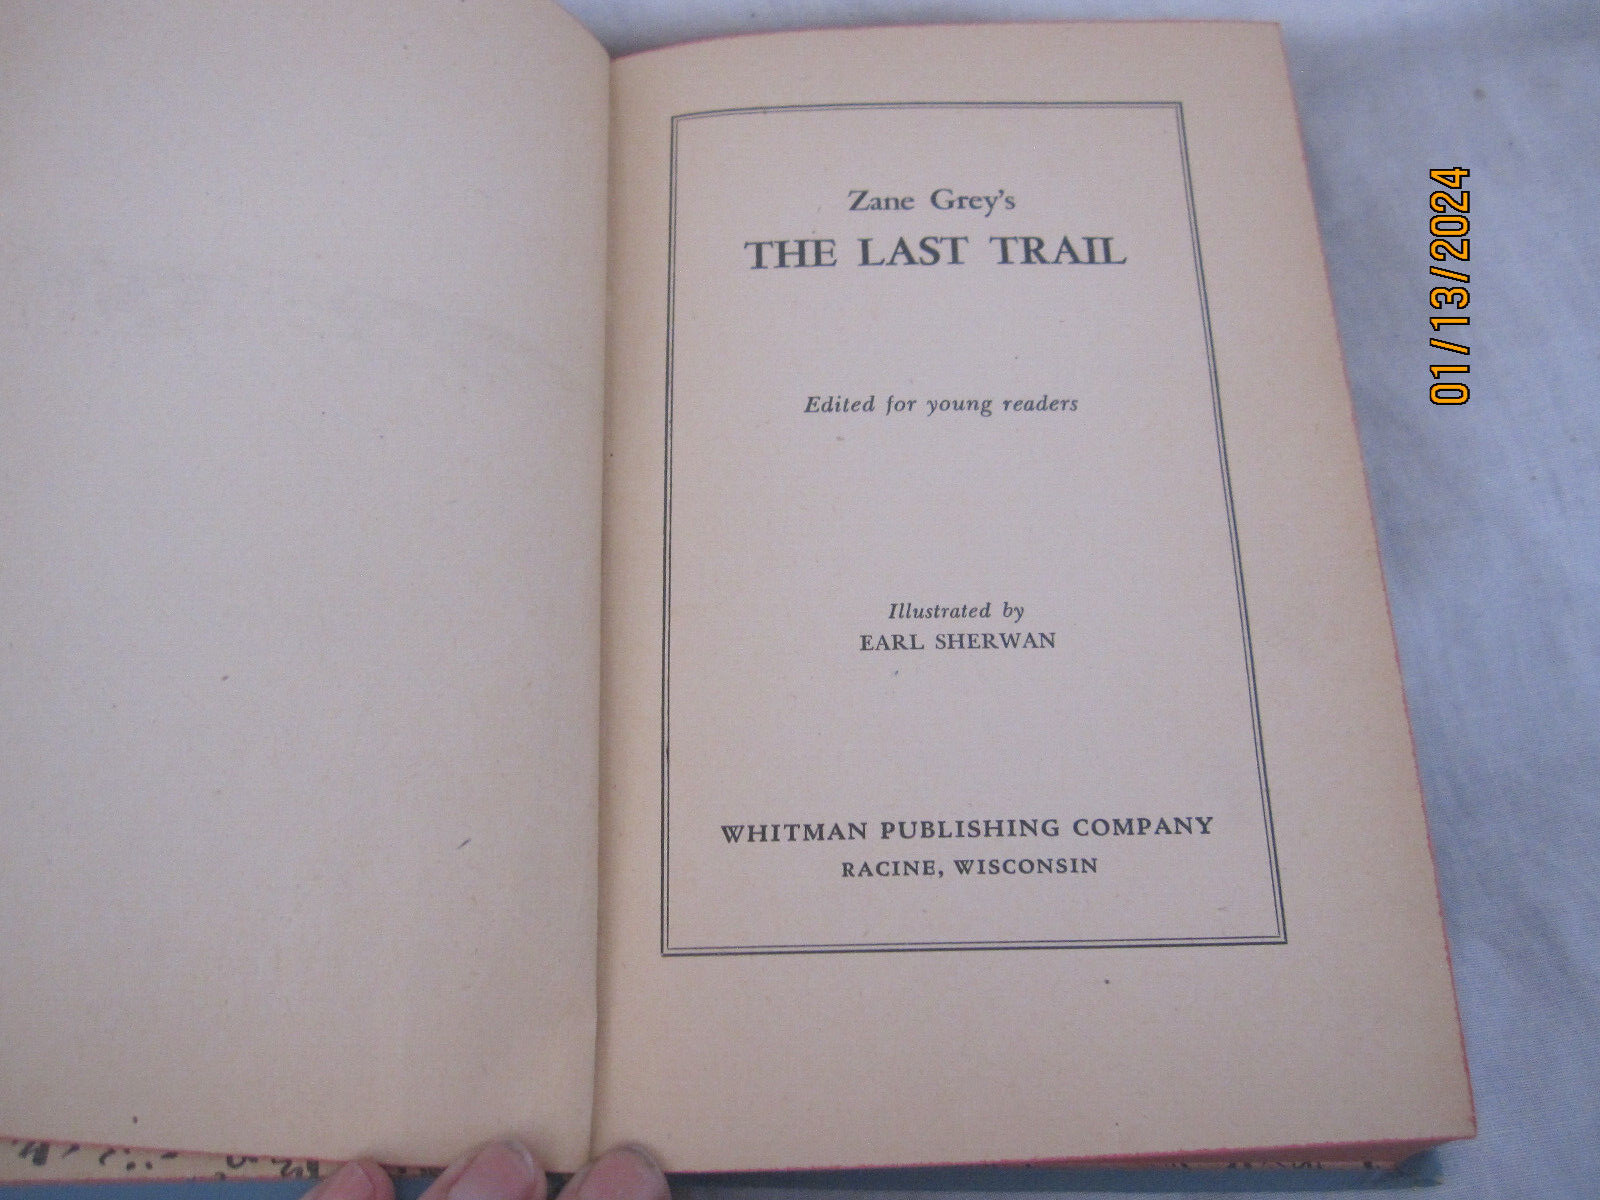 Zane Grey's
THE LAST TRAIL
Edited for young readers
Illustrated by
EARL SHERWAN
WHITMAN PUBLISHING COMPANY
RACINE, WISCONSIN
01/13/2024